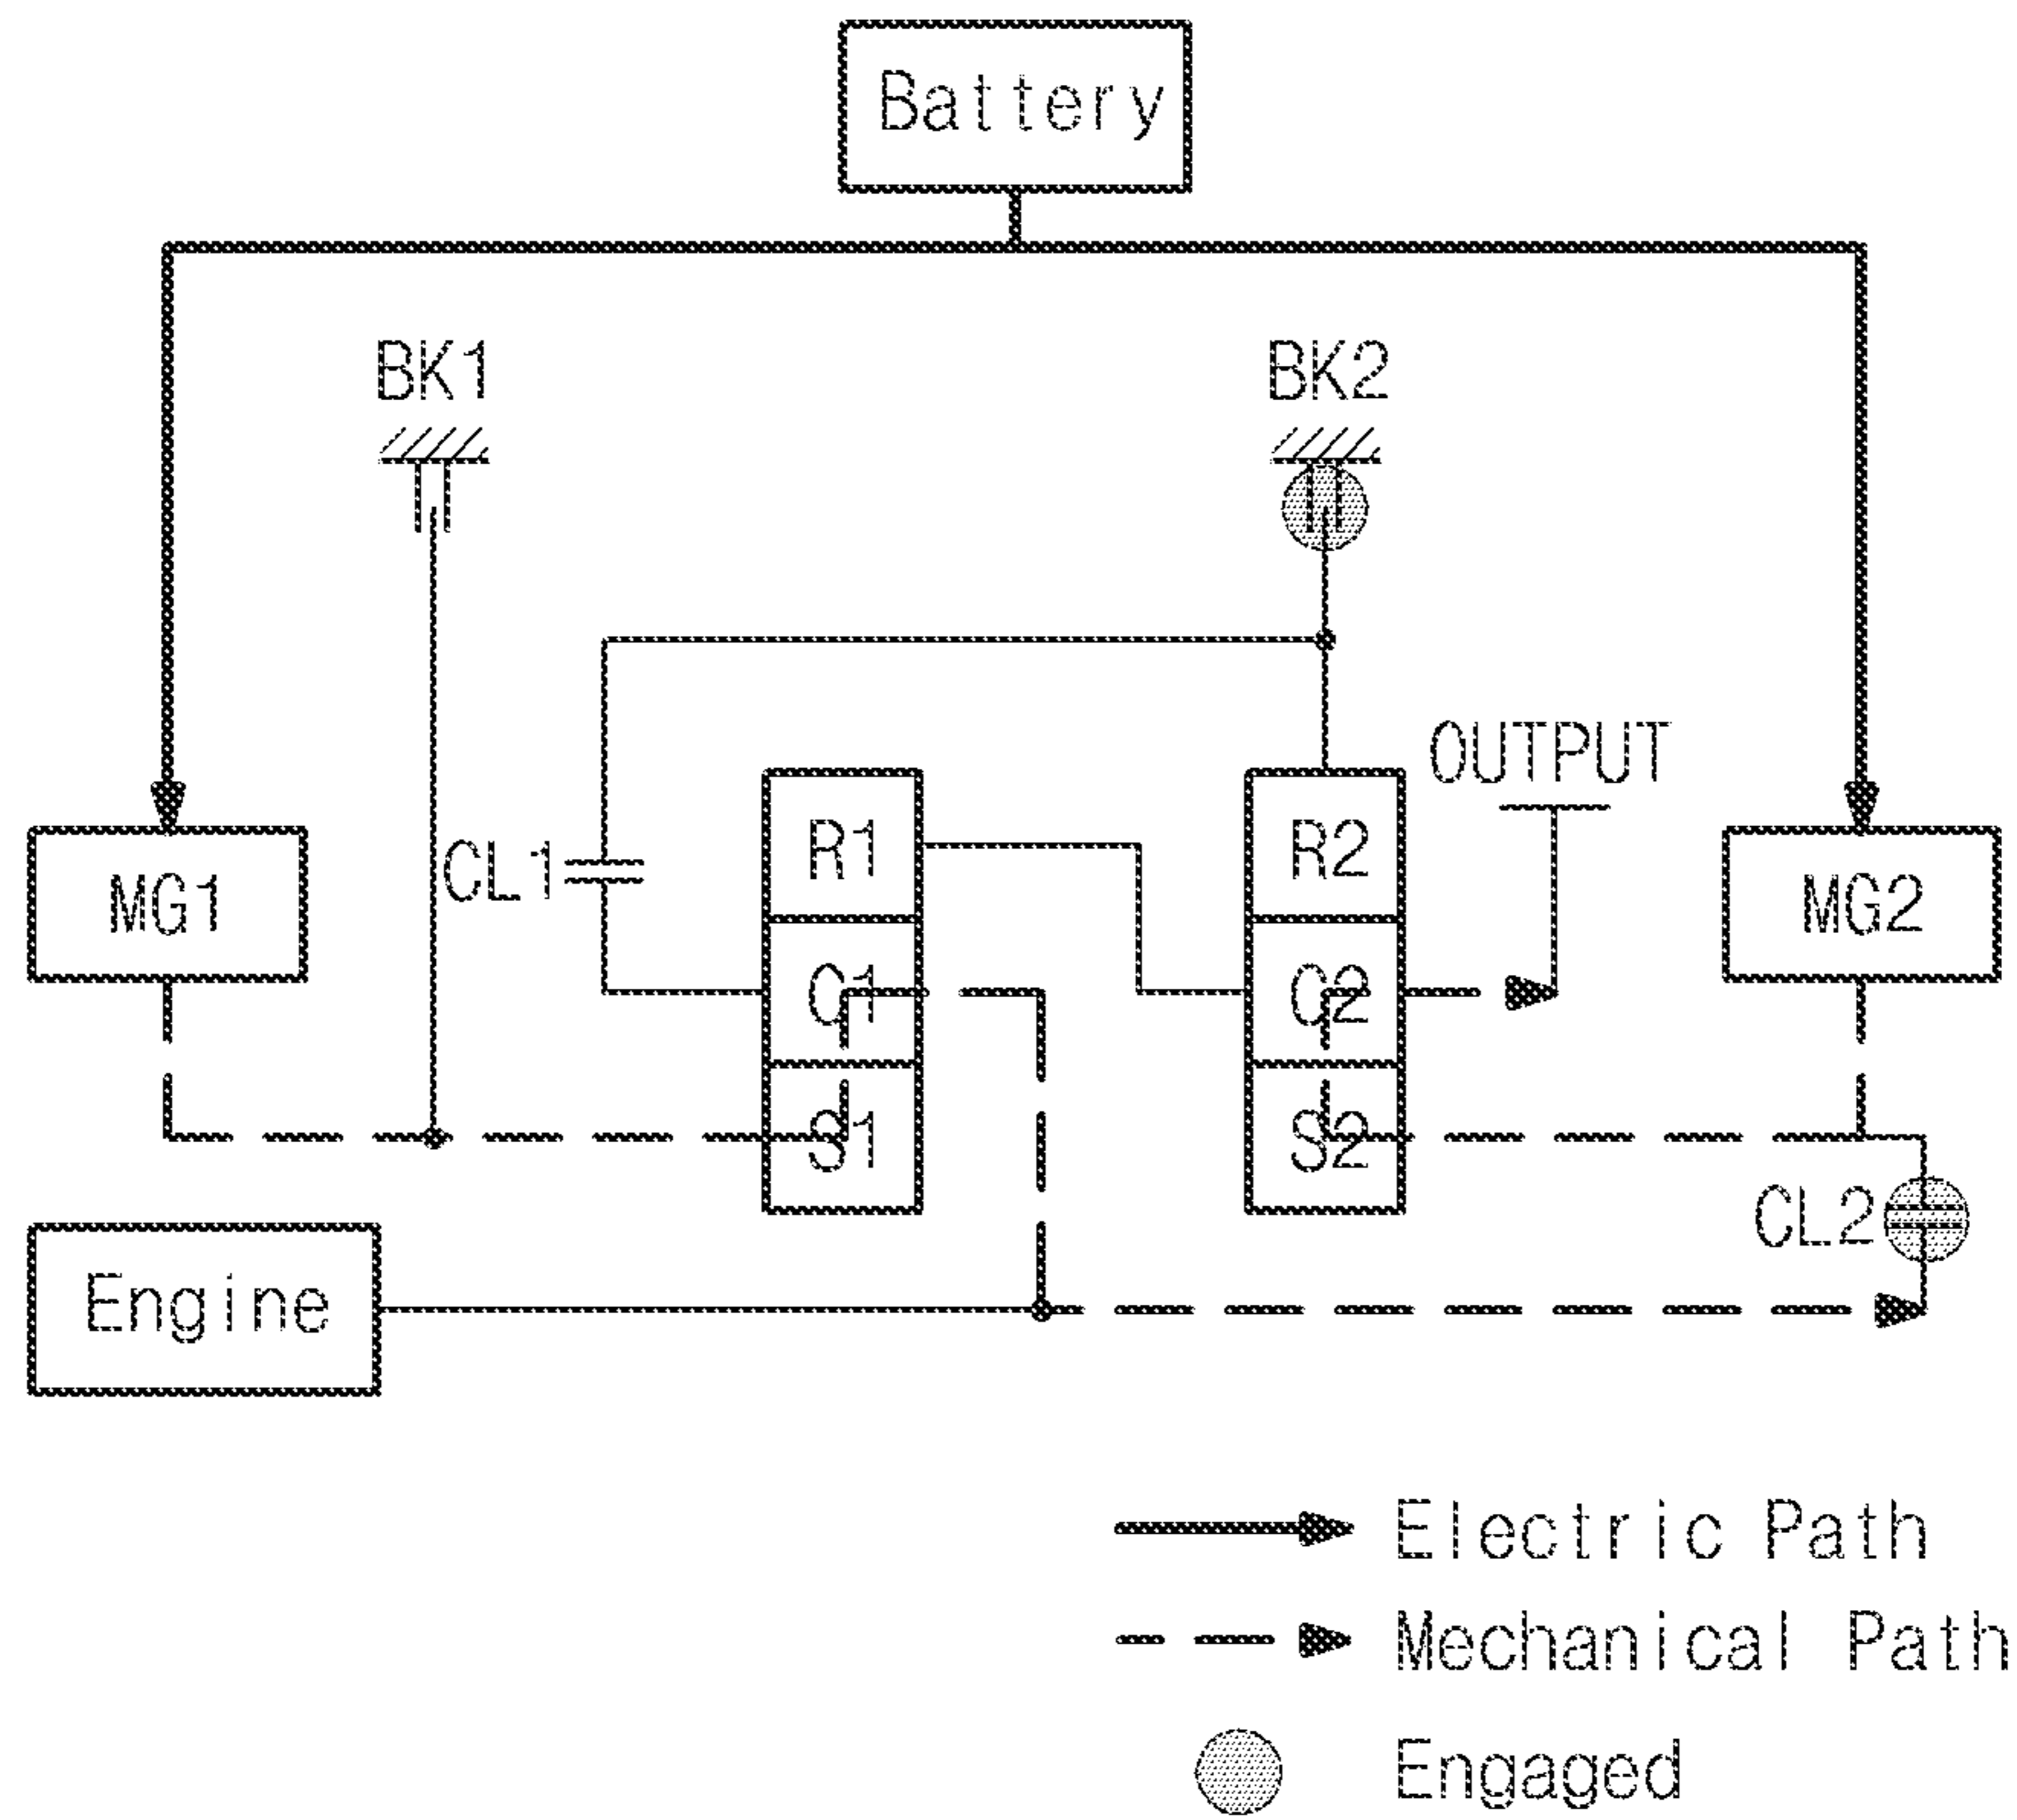 Battery
BK1
BK2
OUTPUT
R1
R2
CL1
MG1
MG2
C1
C2
S1
S2
CL2
Engine
Electric Path
Mechanical Path
Engaged